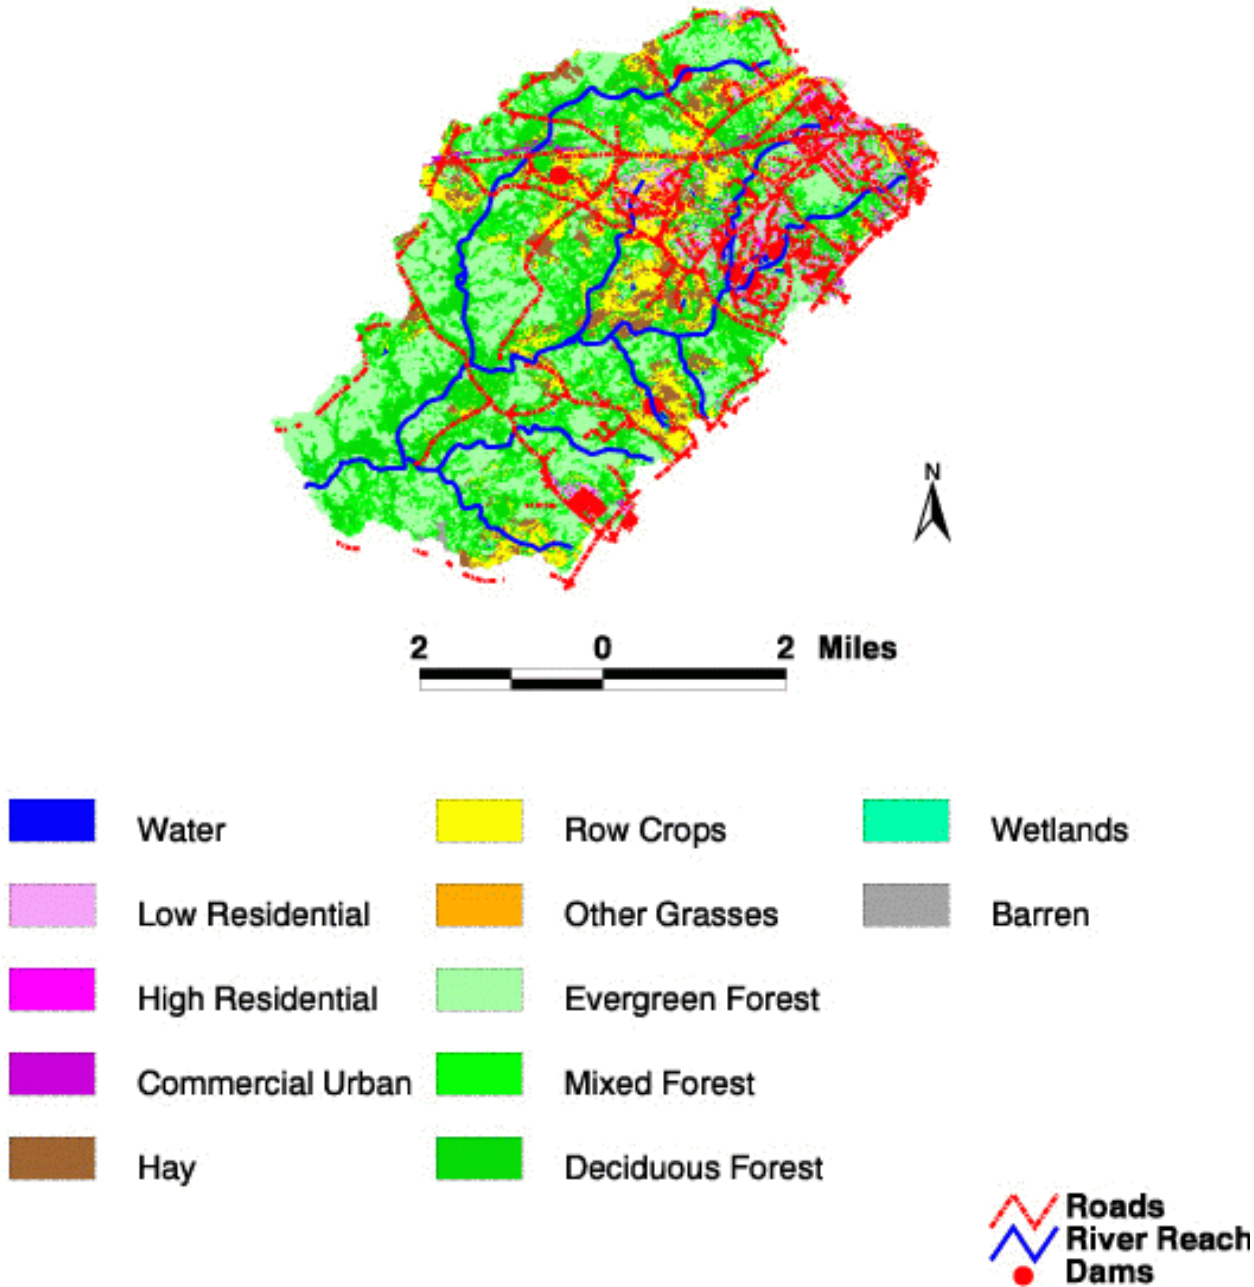 N
2 0 2 Miles
Water
Row Crops
Wetlands
Low Residential
Other Grasses
Barren
High Residential
Evergreen Forest
Commercial Urban
Mixed Forest
Hay
Deciduous Forest
Roads
River Reach
Dams